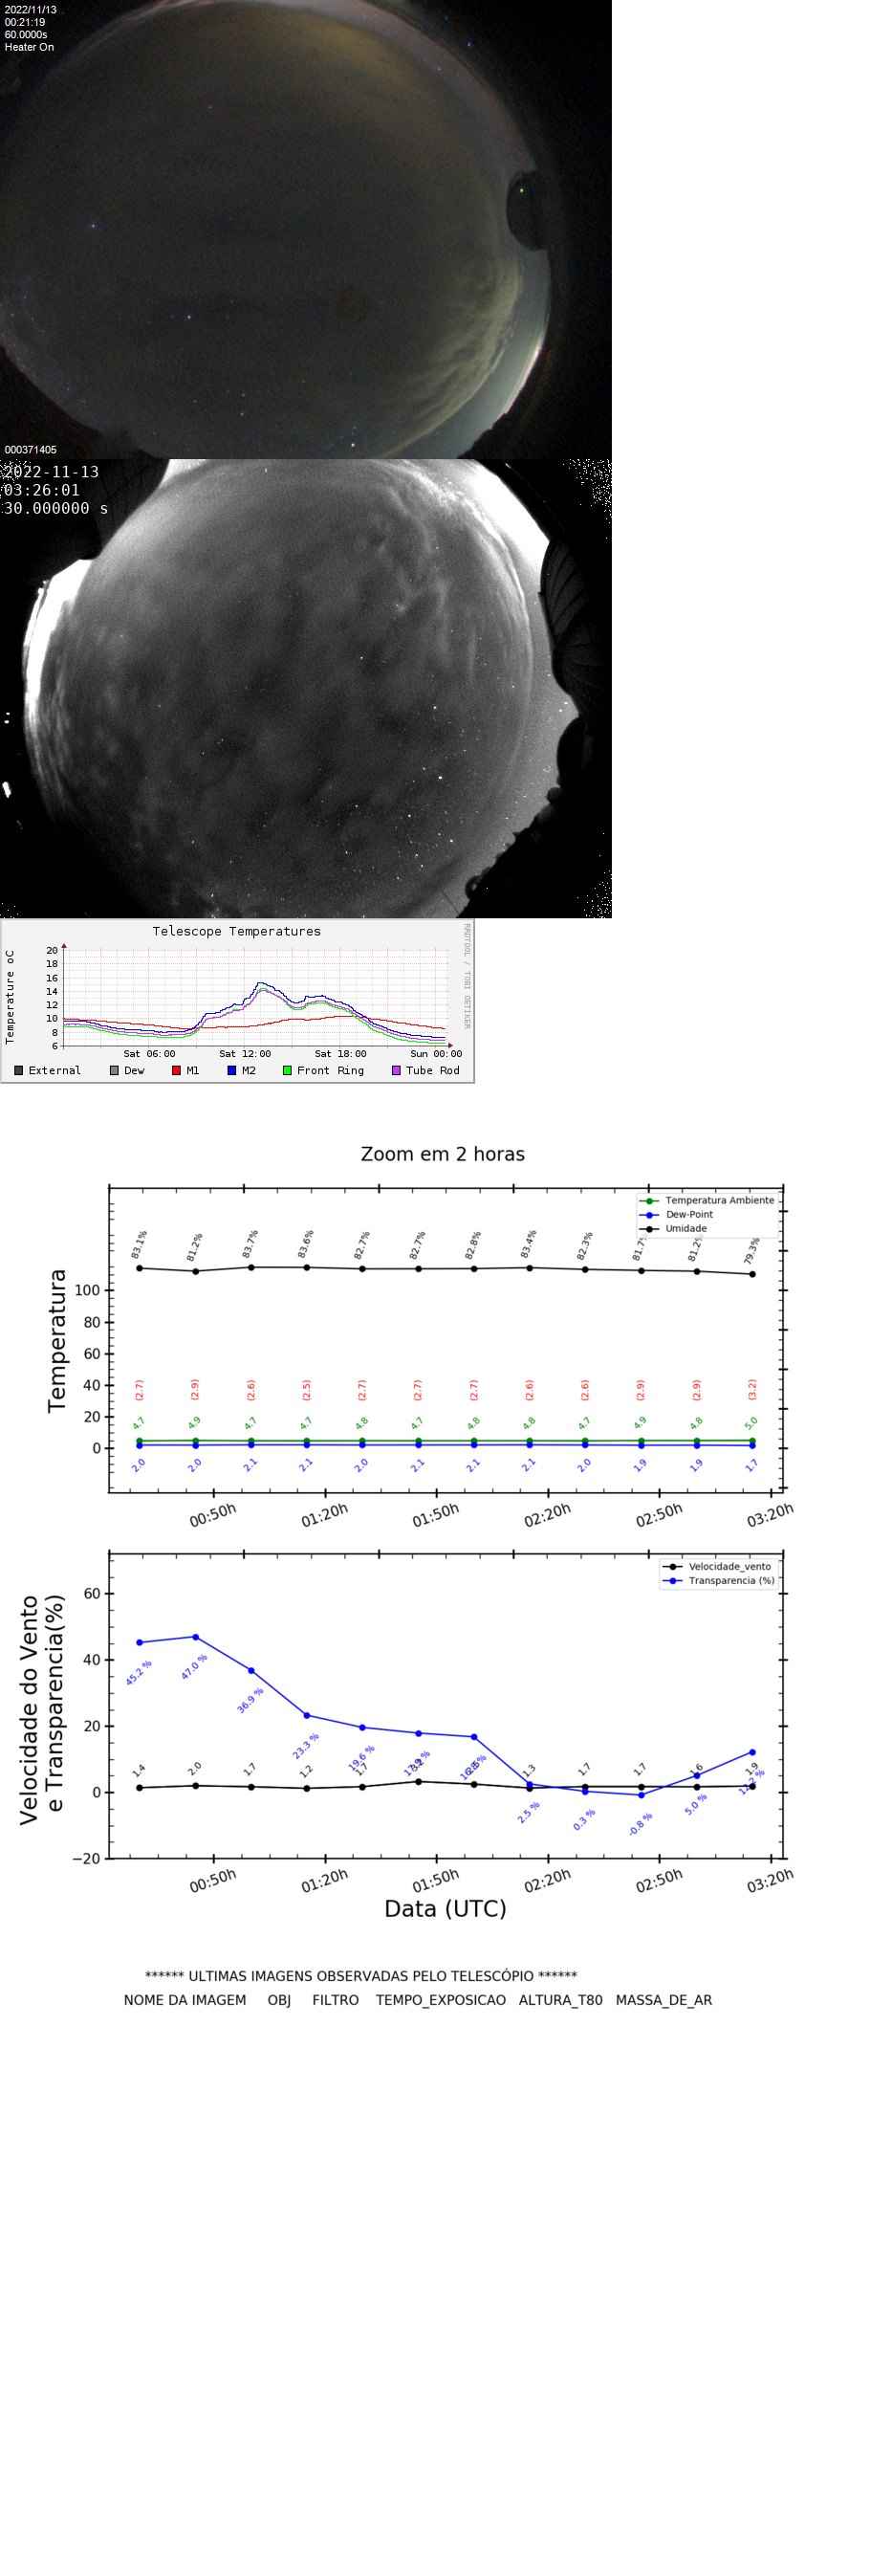 2022/11/13
00:21:19
60.0000s
Heater On
000371405
2022-11-13
03:26:01
30.000000 s
Telescope Temperatures
RRDTOOL / TOBI OETIKER
Temperature oC
20
18
16
14
12
10
8
6
Sat 06:00 Sat 12:00 Sat 18:00 Sun 00:00
External Dew M1 M2 Front Ring Tube Rod
Zoom em 2 horas
Temperatura Ambiente
Dew-Point
Umidade
83.1% 81.2% 83.7% 83.6% 82.7% 82.7% 82.8% 83.4% 82.3% 81.7% 81.2% 79.3%
Temperatura
100
80
60
40
20
0
(2.7) (2.9) (2.6) (2.5) (2.7) (2.7) (2.7) (2.6) (2.6) (2.9) (2.9) (3.2)
4.7 4.9 4.7 4.7 4.8 4.7 4.8 4.8 4.7 4.9 4.8 5.0
2.0 2.0 2.1 2.1 2.0 2.1 2.1 2.1 2.0 1.9 1.9 1.7
00:50h 01:20h 01:50h 02:20h 02:50h 03:20h
Velocidade_vento
Transparencia (%)
Velocidade do Vento
e Transparencia(%)
60
40
20
0
−20
45.2 % 47.0 % 36.9 % 23.3 % 19.6 % 2.5 % 0.3 % -0.8 % 5.0 %
1.4 2.0 1.7 1.2 1.7 1.3 1.7 1.7 1.6 1.9
00:50h 01:20h 01:50h 02:20h 02:50h 03:20h
Data (UTC)
****** ULTIMAS IMAGENS OBSERVADAS PELO TELESCÓPIO ******
NOME DA IMAGEM OBJ FILTRO TEMPO_EXPOSICAO ALTURA_T80 MASSA_DE_AR